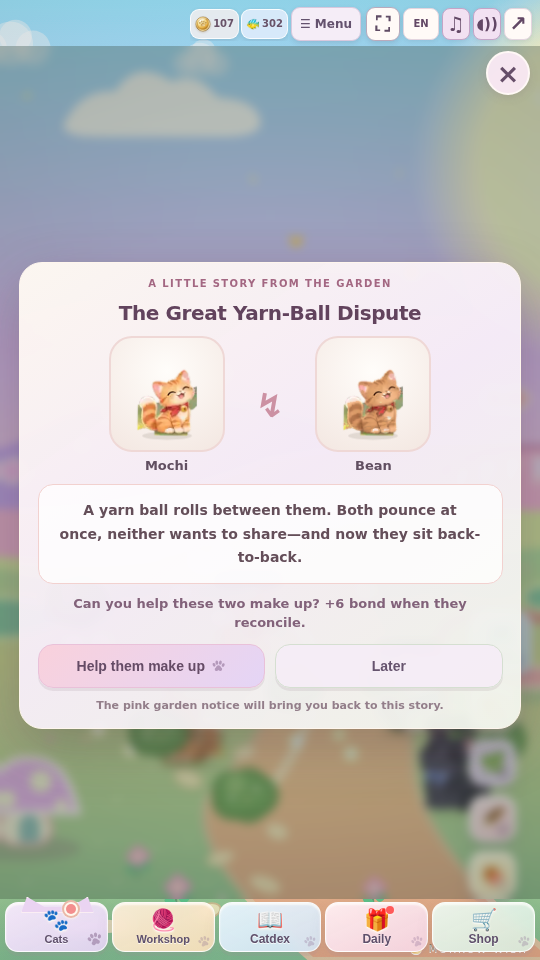 107
302
☰ Menu
EN
A LITTLE STORY FROM THE GARDEN
The Great Yarn-Ball Dispute
Mochi
Bean
A yarn ball rolls between them. Both pounce at
once, neither wants to share—and now they sit back-
to-back.
Can you help these two make up? +6 bond when they
reconcile.
Help them make up
Later
The pink garden notice will bring you back to this story.
Cats
Workshop
Catdex
Daily
Shop